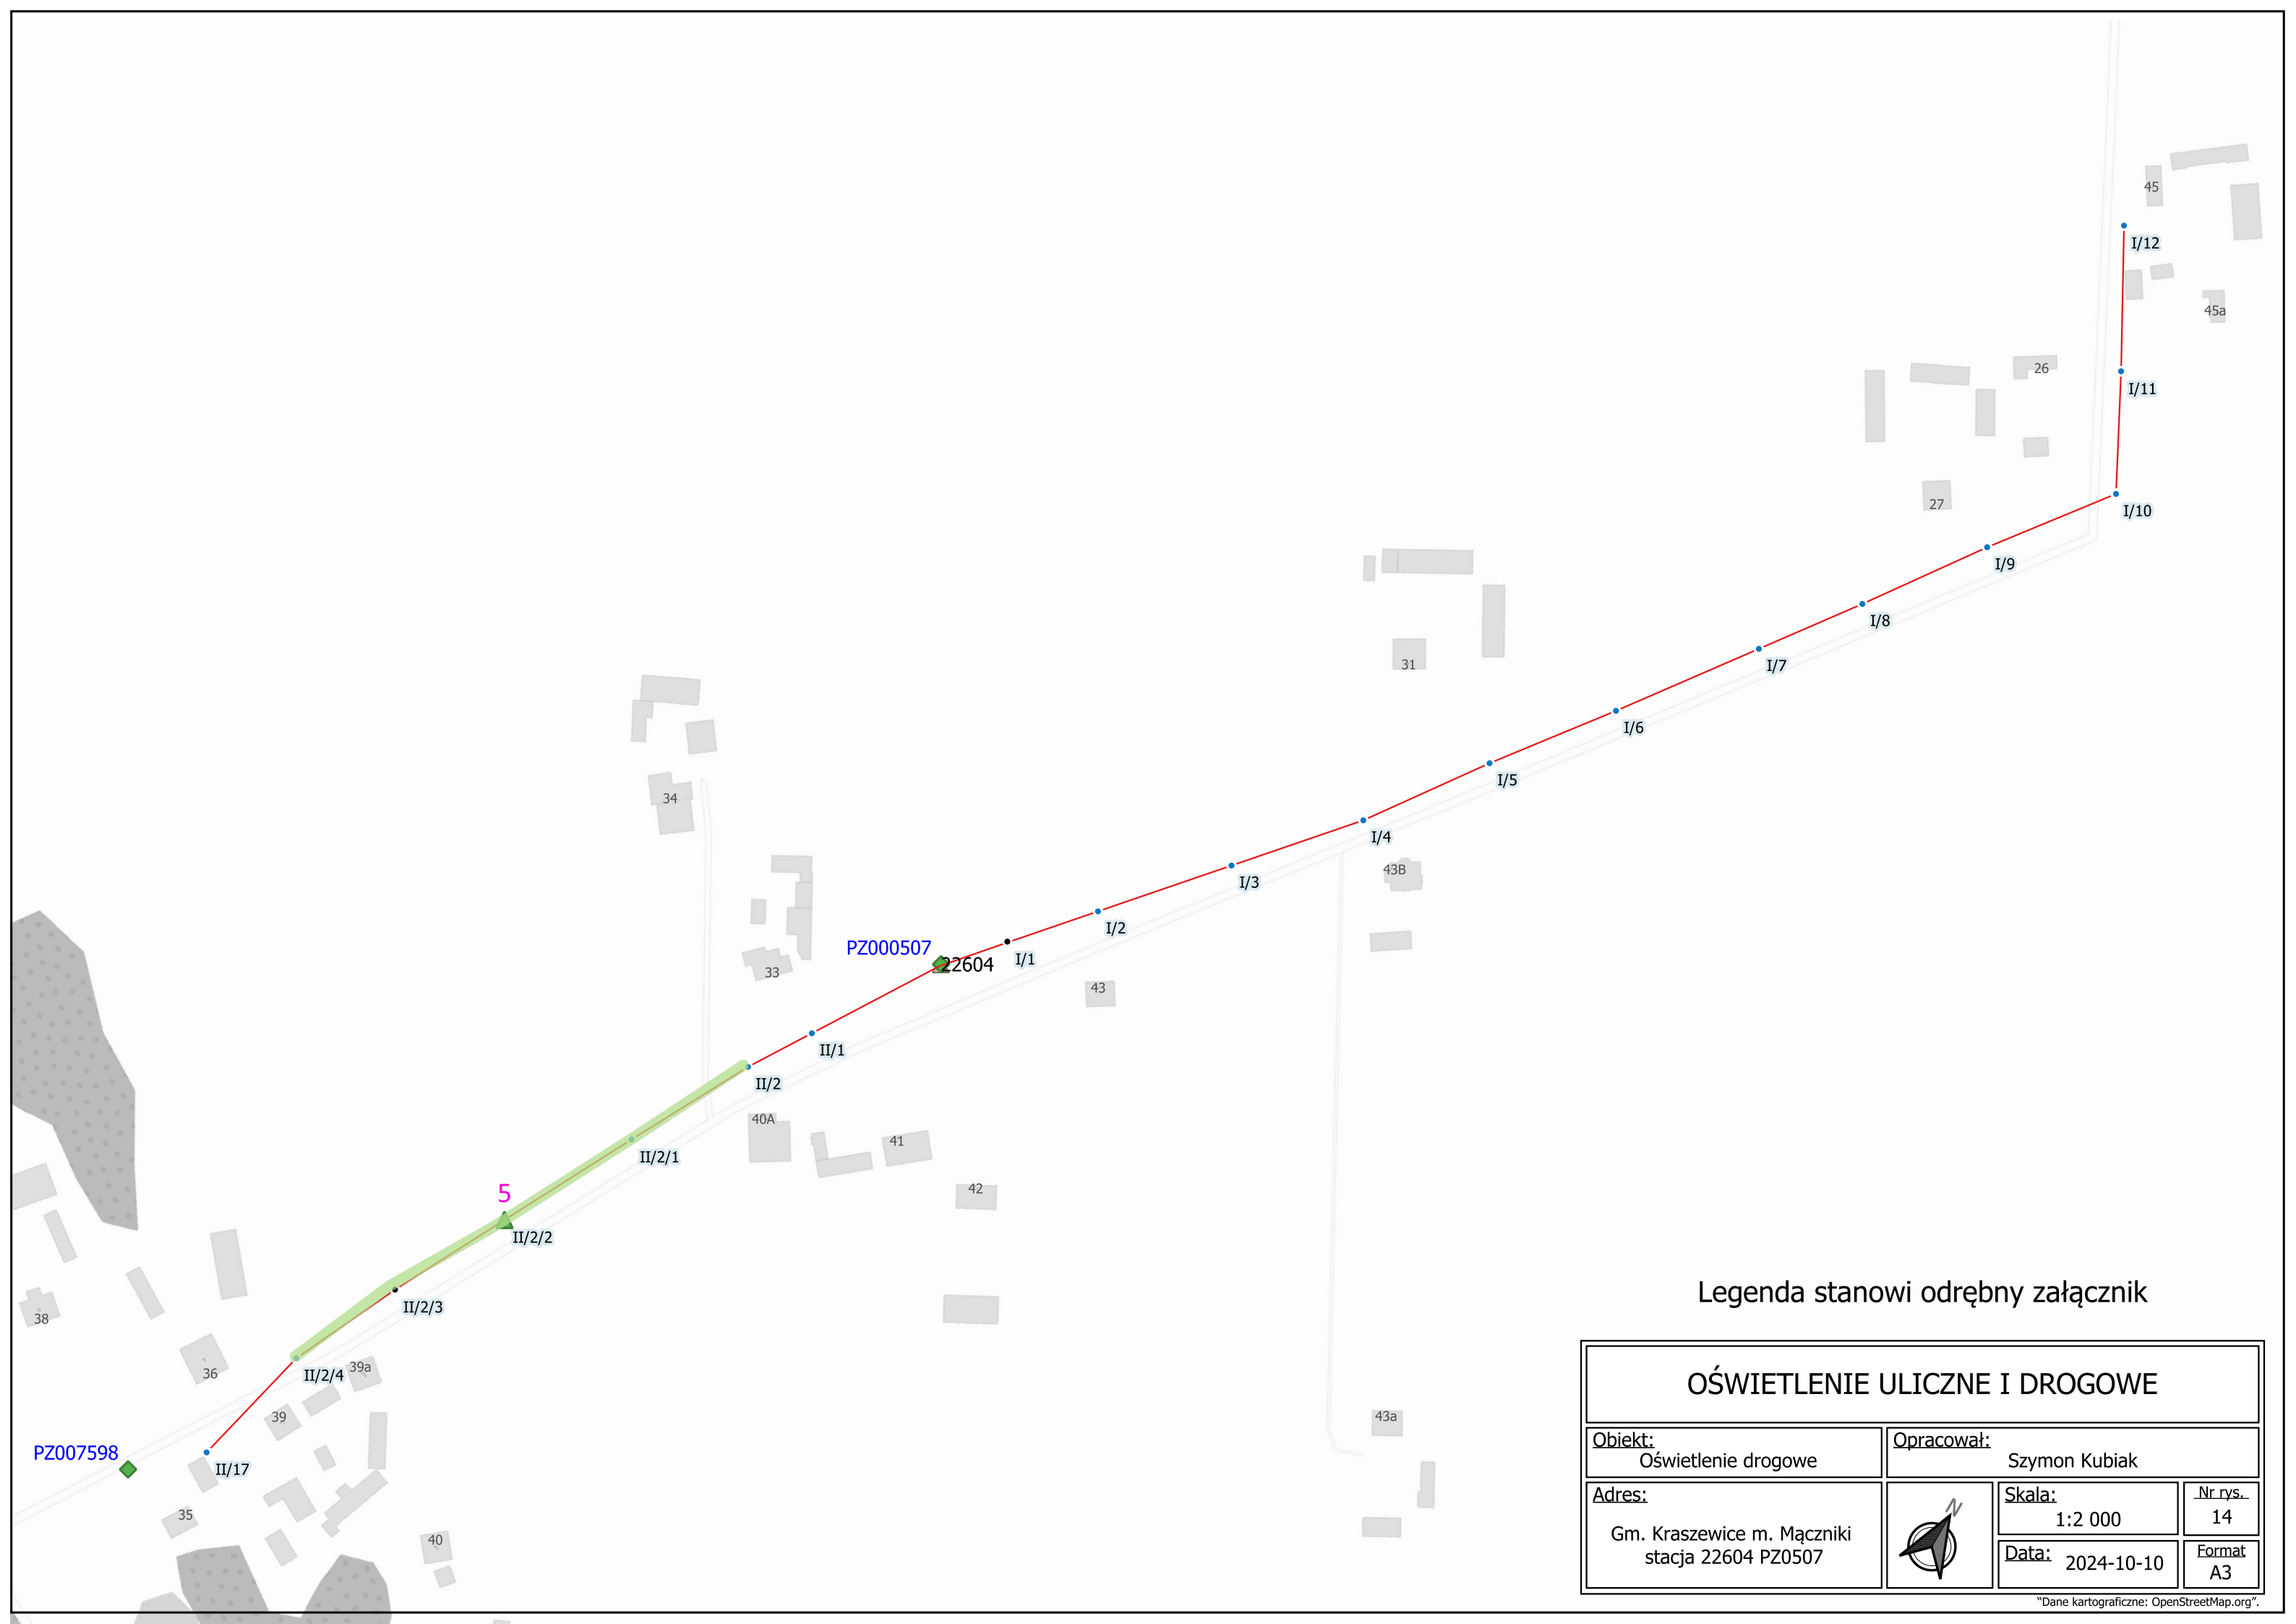 45
I/12
45a
26
I/11
27
I/10
I/9
I/8
31
I/7
I/6
34
I/5
I/4
43B
I/3
I/2
PZ000507
22604
I/1
33
43
II/1
II/2
40A
41
II/2/1
42
5
II/2/2
38
II/2/3
36
39a
II/2/4
39
43a
PZ007598
II/17
35
40
Legenda stanowi odrębny załącznik
OŚWIETLENIE ULICZNE I DROGOWE
Obiekt:
Oświetlenie drogowe
Opracował:
Szymon Kubiak
Adres:
Gm. Kraszewice m. Mączniki
stacja 22604 PZ0507
N
Skala:
1:2 000
Nr rys.
14
Data: 2024-10-10
Format
A3
"Dane kartograficzne: OpenStreetMap.org".